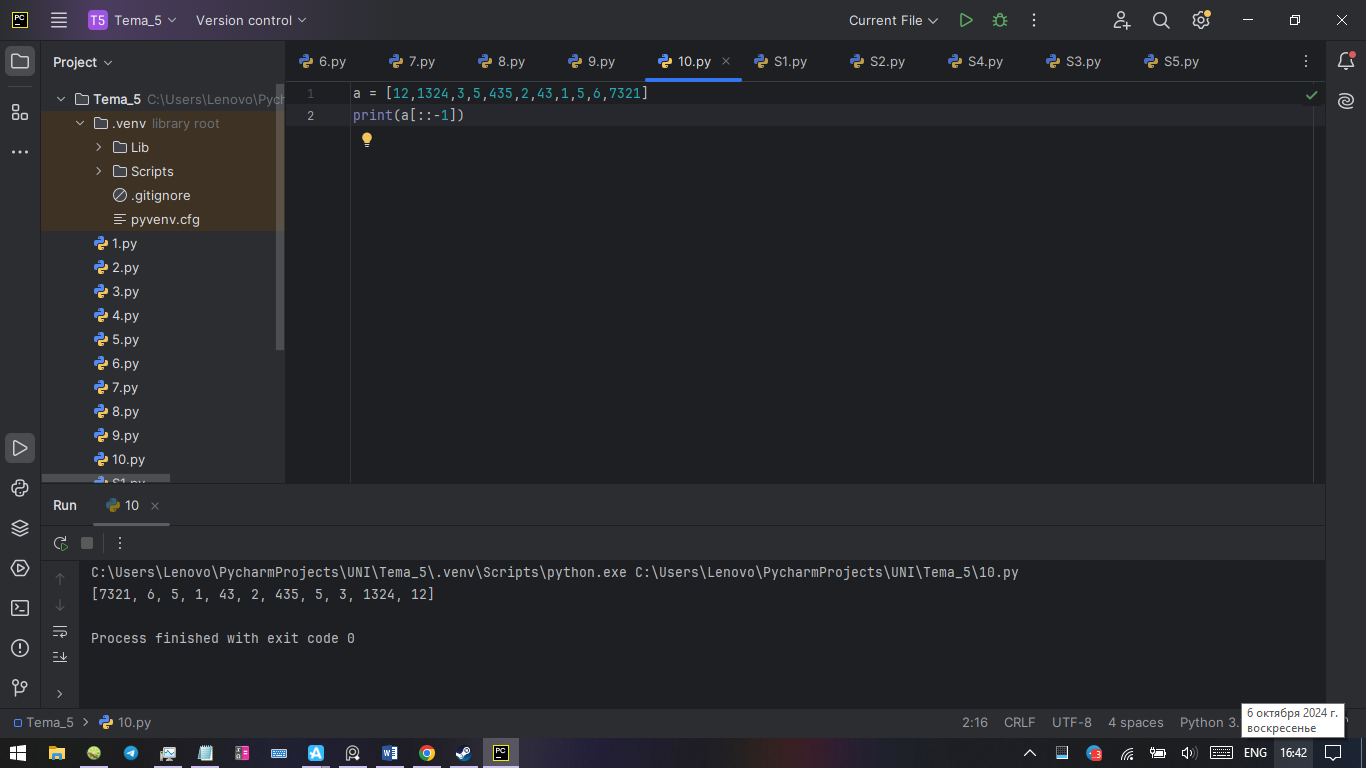 PC
T5 Tema_5 Version control Current File
Project 6.py 7.py 8.py 9.py 10.py S1.py S2.py S4.py S3.py S5.py
Tema_5 C:\Users\Lenovo\Pych
.venv library root
Lib
Scripts
.gitignore
pyvenv.cfg
1.py
2.py
3.py
4.py
5.py
6.py
7.py
8.py
9.py
10.py
S1.py
1 a = [12,1324,3,5,435,2,43,1,5,6,7321]
2 print(a[::-1])
Run 10
C:\Users\Lenovo\PycharmProjects\UNI\Tema_5\.venv\Scripts\python.exe C:\Users\Lenovo\PycharmProjects\UNI\Tema_5\10.py
[7321, 6, 5, 1, 43, 2, 435, 5, 3, 1324, 12]
Process finished with exit code 0
Tema_5 10.py 2:16 CRLF UTF-8 4 spaces Python 3.
6 октября 2024 г.
воскресенье
ENG 16:42